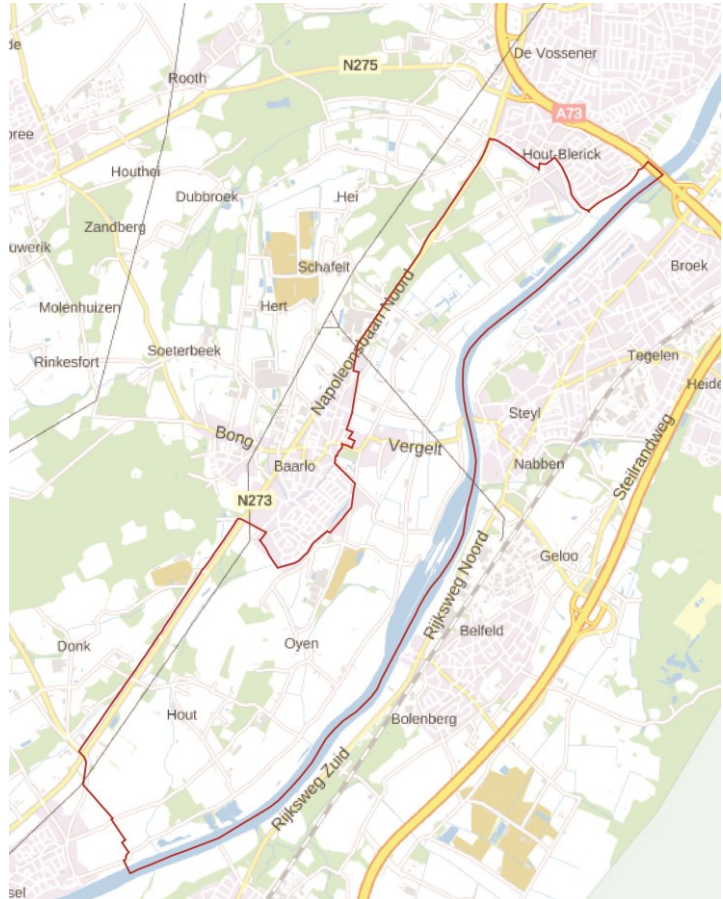 De Vossener
N275
Rooth
A73
Hout-Blerick
Houthei
Hei
Dubbroek
Zandberg
Schafelt
Broek
Molenhuizen
Hert
Napoleonsbaan Noord
Soeterbeek
Rinkesfort
Tegelen
Steyl
Bong
Vergelt
Baarlo
Nabben
Steilrandweg
N273
Geloo
Rijksweg Noord
Belfeld
Oyen
Donk
Hout
Bolenberg
Rijksweg Zuid